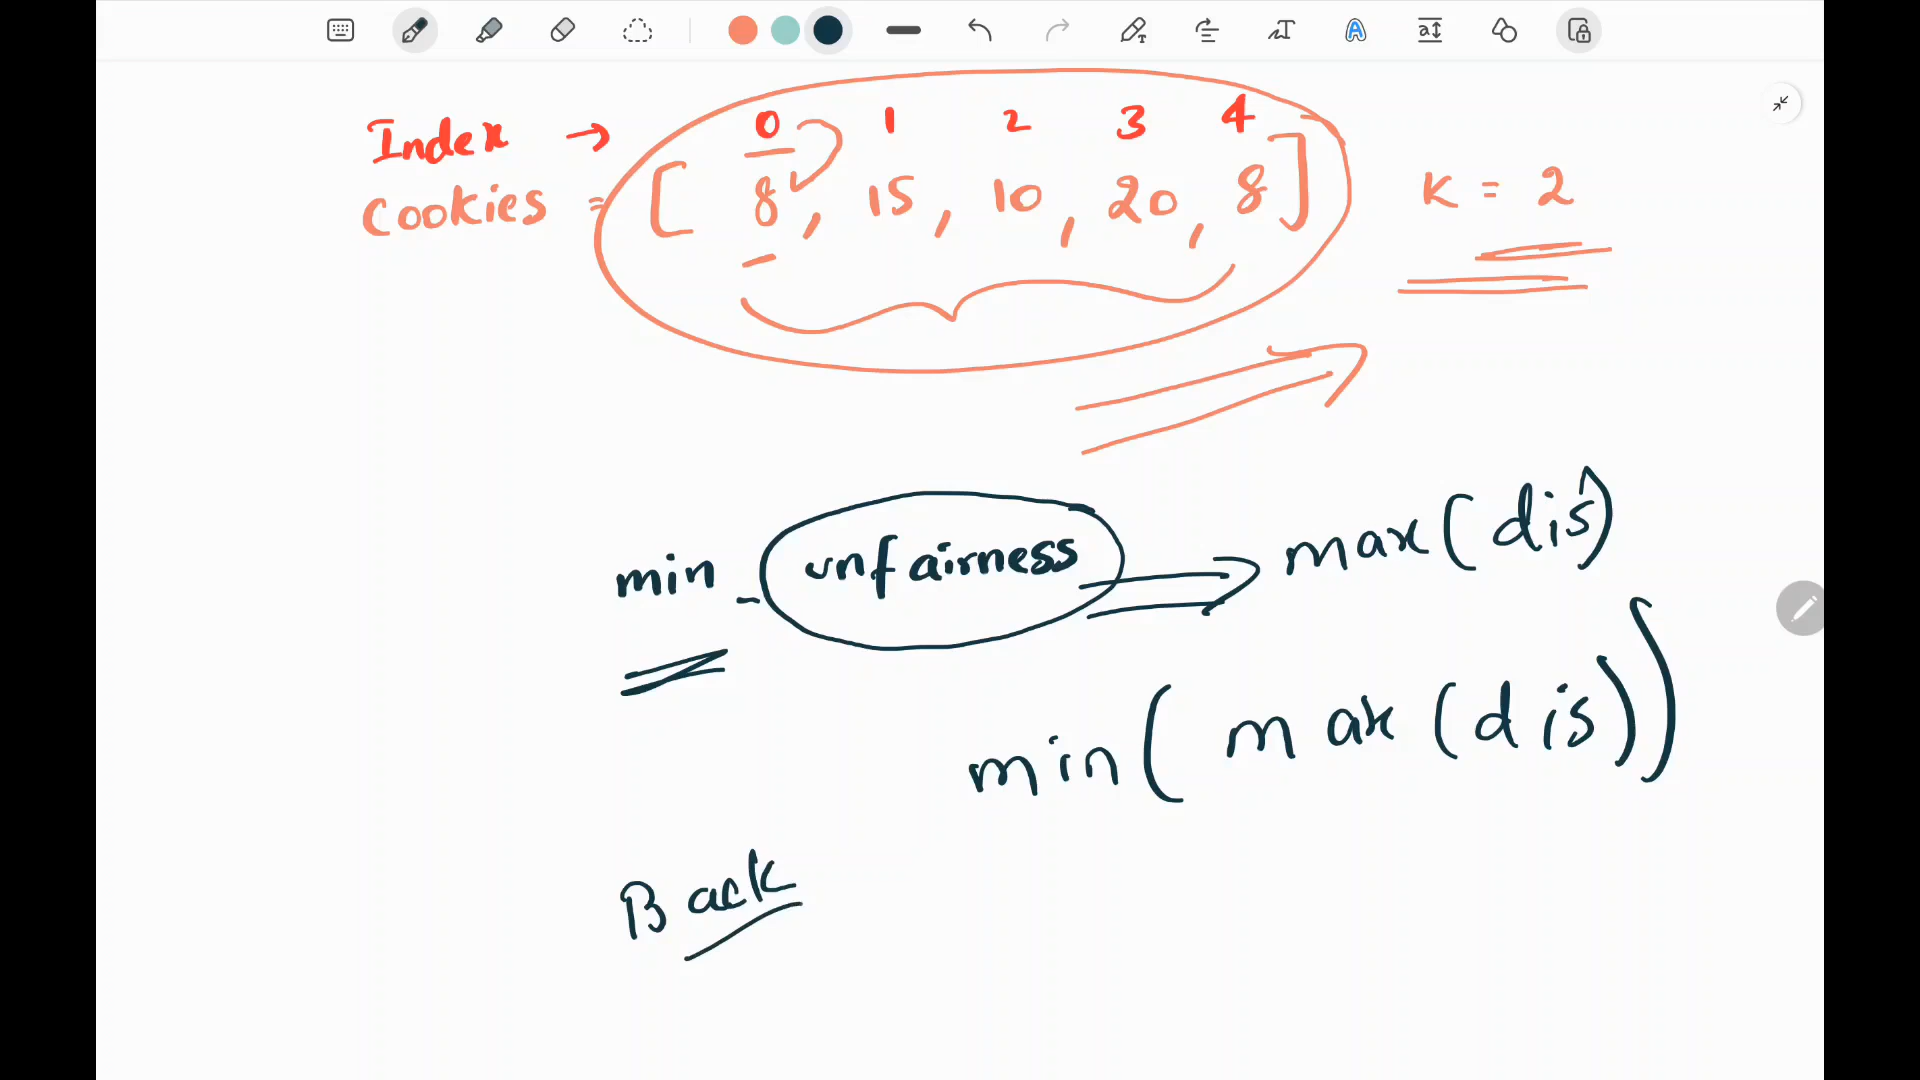 Index → 0 1 2 3 4
cookies = [ 8 , 15 , 10 , 20 , 8 ] K = 2
min - unfairness ⇒ max(dis)
min( max(dis))
Back